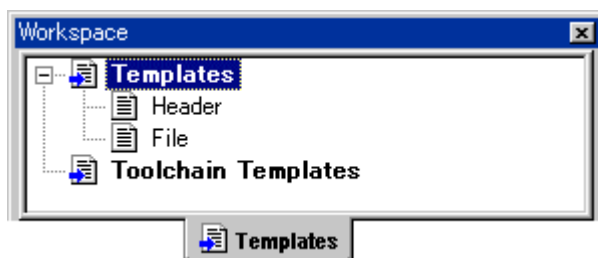 Workspace
Templates
Header
File
Toolchain Templates
Templates